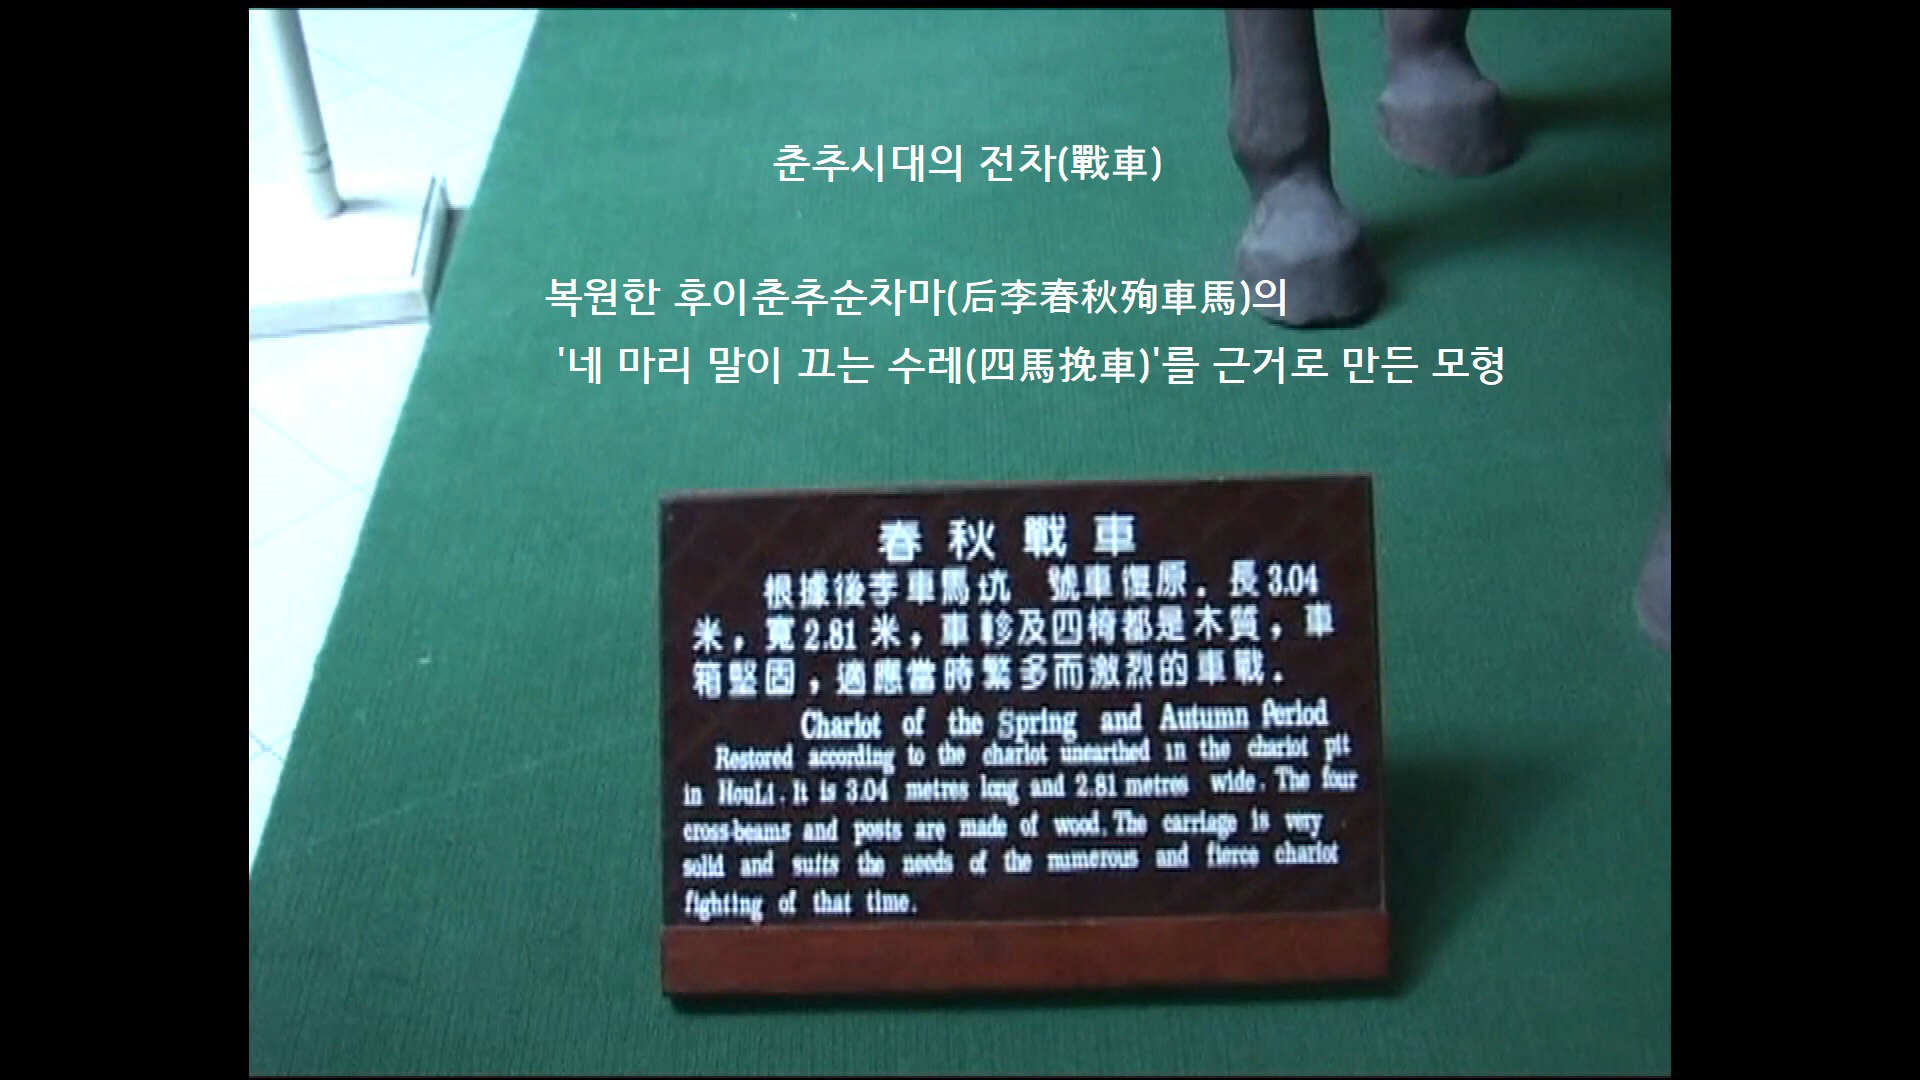 춘추시대의 전차(戰車)
복원한 후이춘추순차마(后李春秋殉車馬)의
'네 마리 말이 끄는 수레(四馬挽車)'를 근거로 만든 모형
春秋戰車
根據後李車馬坑 號車復原．長3.04
米，寬2.81米，車軫及四椅都是木質，車
箱堅固，適應當時繁多而激烈的車戰．
Chariot of the Spring and Autumn Period
Restored according to the chariot unearthed in the chariot pit
in HouLi. It is 3.04 metres long and 2.81 metres wide. The four
cross-beams and posts are made of wood. The carriage is very
solid and suits the needs of the numerous and fierce chariot
fighting of that time.